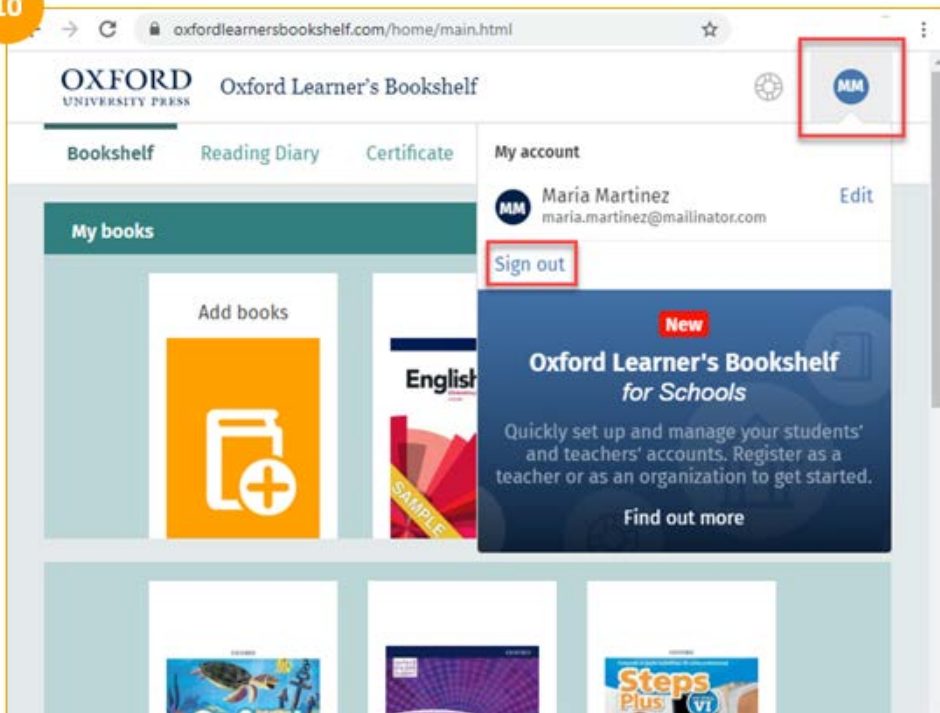 10
oxfordlearnersbookshelf.com/home/main.html
OXFORD
UNIVERSITY PRESS
Oxford Learner's Bookshelf
MM
Bookshelf
Reading Diary
Certificate
My account
MM
Maria Martinez
Edit
maria.martinez@mailinator.com
My books
Sign out
Add books
New
Oxford Learner's Bookshelf
for Schools
English
Quickly set up and manage your students'
and teachers' accounts. Register as a
teacher or as an organization to get started.
SAMPLE
Find out more
Steps
Plus
VI